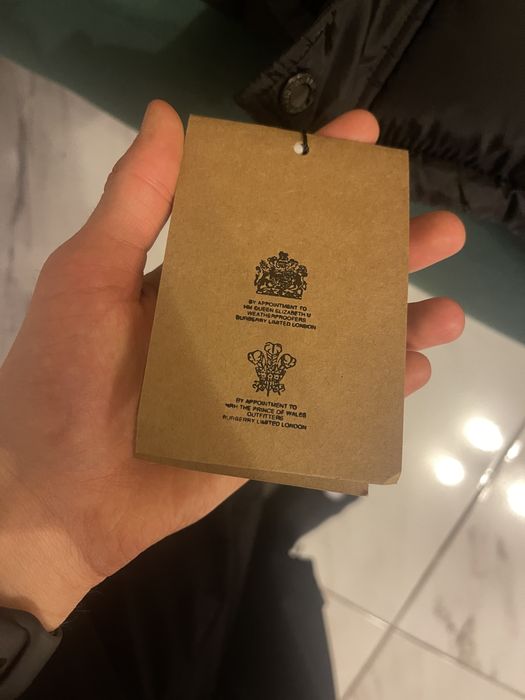 BY APPOINTMENT TO
HM QUEEN ELIZABETH II
WEATHERPROOFERS
BURBERRY LIMITED LONDON
BY APPOINTMENT TO
HRH THE PRINCE OF WALES
OUTFITTERS
BURBERRY LIMITED LONDON